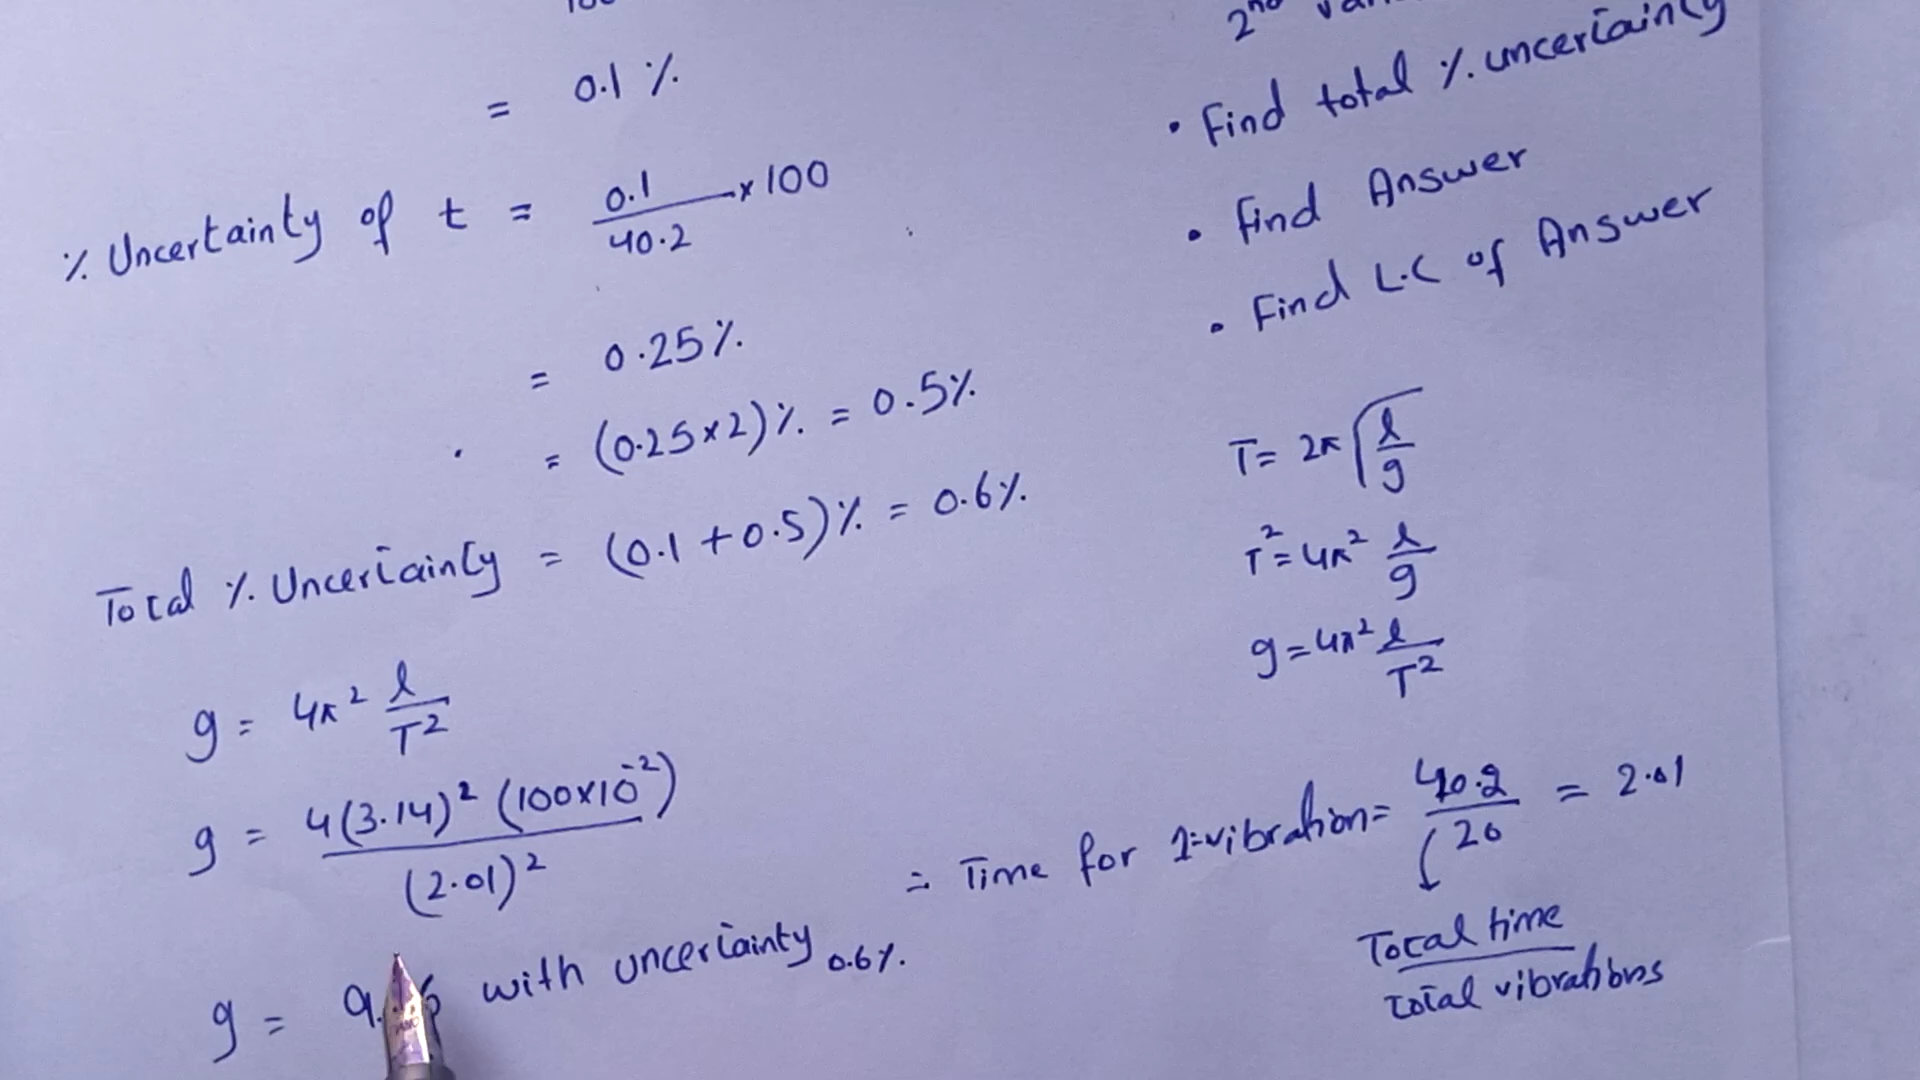 = 0.1 %
% Uncertainty of t = 0.1/40.2 x 100
= 0.25%
= (0.25x2)% = 0.5%
Total % Uncertainty = (0.1 + 0.5)% = 0.6%
g = 4π² l/T²
g = 4(3.14)² (100x10⁻²)/(2.01)²
g = with uncertainty 0.6%.
2nd
• Find total % uncertainty
• find Answer
• Find L.C of Answer
T = 2π √(l/g)
T² = 4π² l/g
g = 4π² l/T²
= Time for 1-vibration = 40.2/20 = 2.01
Total time
Total vibrations